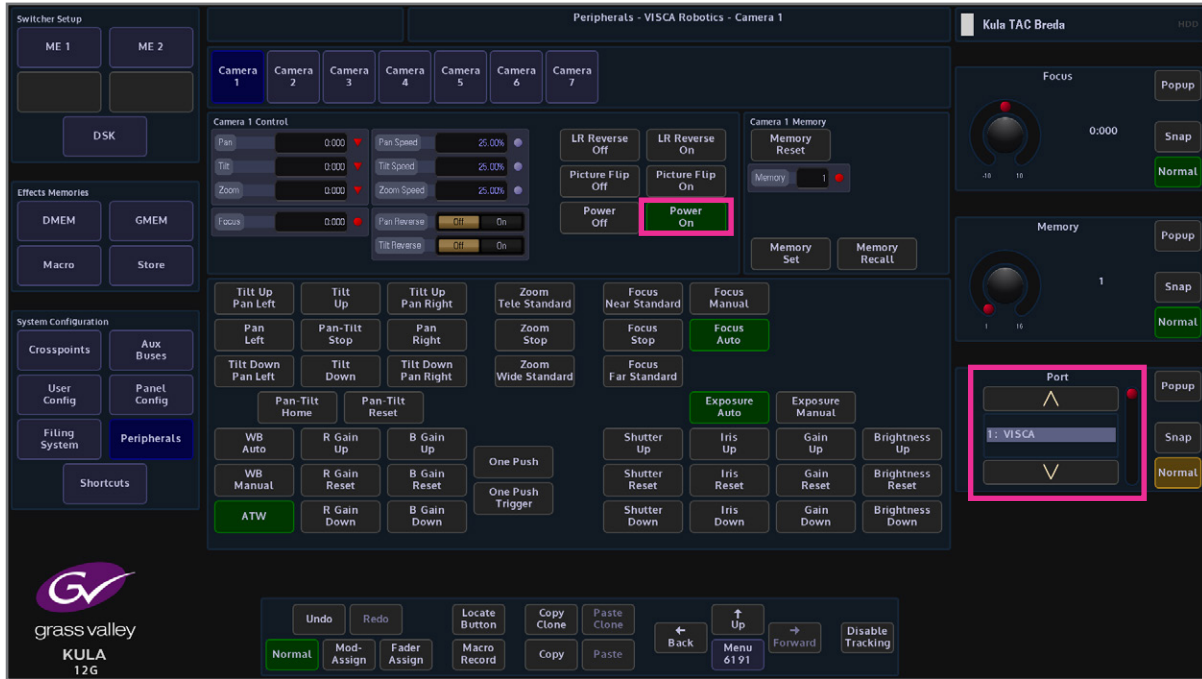 Switcher Setup
ME 1
ME 2
DSK
Effects Memories
DMEM
GMEM
Macro
Store
System Configuration
Crosspoints
Aux
Buses
User
Config
Panel
Config
Filing
System
Peripherals
Shortcuts
grass valley
KULA
12G
Peripherals - VISCA Robotics - Camera 1
Camera
1
Camera
2
Camera
3
Camera
4
Camera
5
Camera
6
Camera
7
Camera 1 Control
Pan 0:000
Tilt 0:000
Zoom 0:000
Focus 0:000
Pan Speed 25.00%
Tilt Speed 25.00%
Zoom Speed 25.00%
Pan Reverse Off On
Tilt Reverse Off On
LR Reverse
Off
LR Reverse
On
Picture Flip
Off
Picture Flip
On
Power
Off
Power
On
Camera 1 Memory
Memory
Reset
Memory 1
Memory
Set
Memory
Recall
Tilt Up
Pan Left
Tilt
Up
Tilt Up
Pan Right
Zoom
Tele Standard
Focus
Near Standard
Focus
Manual
Pan
Left
Pan-Tilt
Stop
Pan
Right
Zoom
Stop
Focus
Stop
Focus
Auto
Tilt Down
Pan Left
Tilt
Down
Tilt Down
Pan Right
Zoom
Wide Standard
Focus
Far Standard
Pan-Tilt
Home
Pan-Tilt
Reset
Exposure
Auto
Exposure
Manual
WB
Auto
R Gain
Up
B Gain
Up
One Push
Shutter
Up
Iris
Up
Gain
Up
Brightness
Up
WB
Manual
R Gain
Reset
B Gain
Reset
One Push
Trigger
Shutter
Reset
Iris
Reset
Gain
Reset
Brightness
Reset
ATW
R Gain
Down
B Gain
Down
Shutter
Down
Iris
Down
Gain
Down
Brightness
Down
Undo
Redo
Locate
Button
Copy
Clone
Paste
Clone
Up
Back
Forward
Disable
Tracking
Normal
Mod-
Assign
Fader
Assign
Macro
Record
Copy
Paste
Menu
6191
Kula TAC Breda
HDD
Focus
0:000
-10 10
Popup
Snap
Normal
Memory
1
1 16
Popup
Snap
Normal
Port
1: VISCA
Popup
Snap
Normal